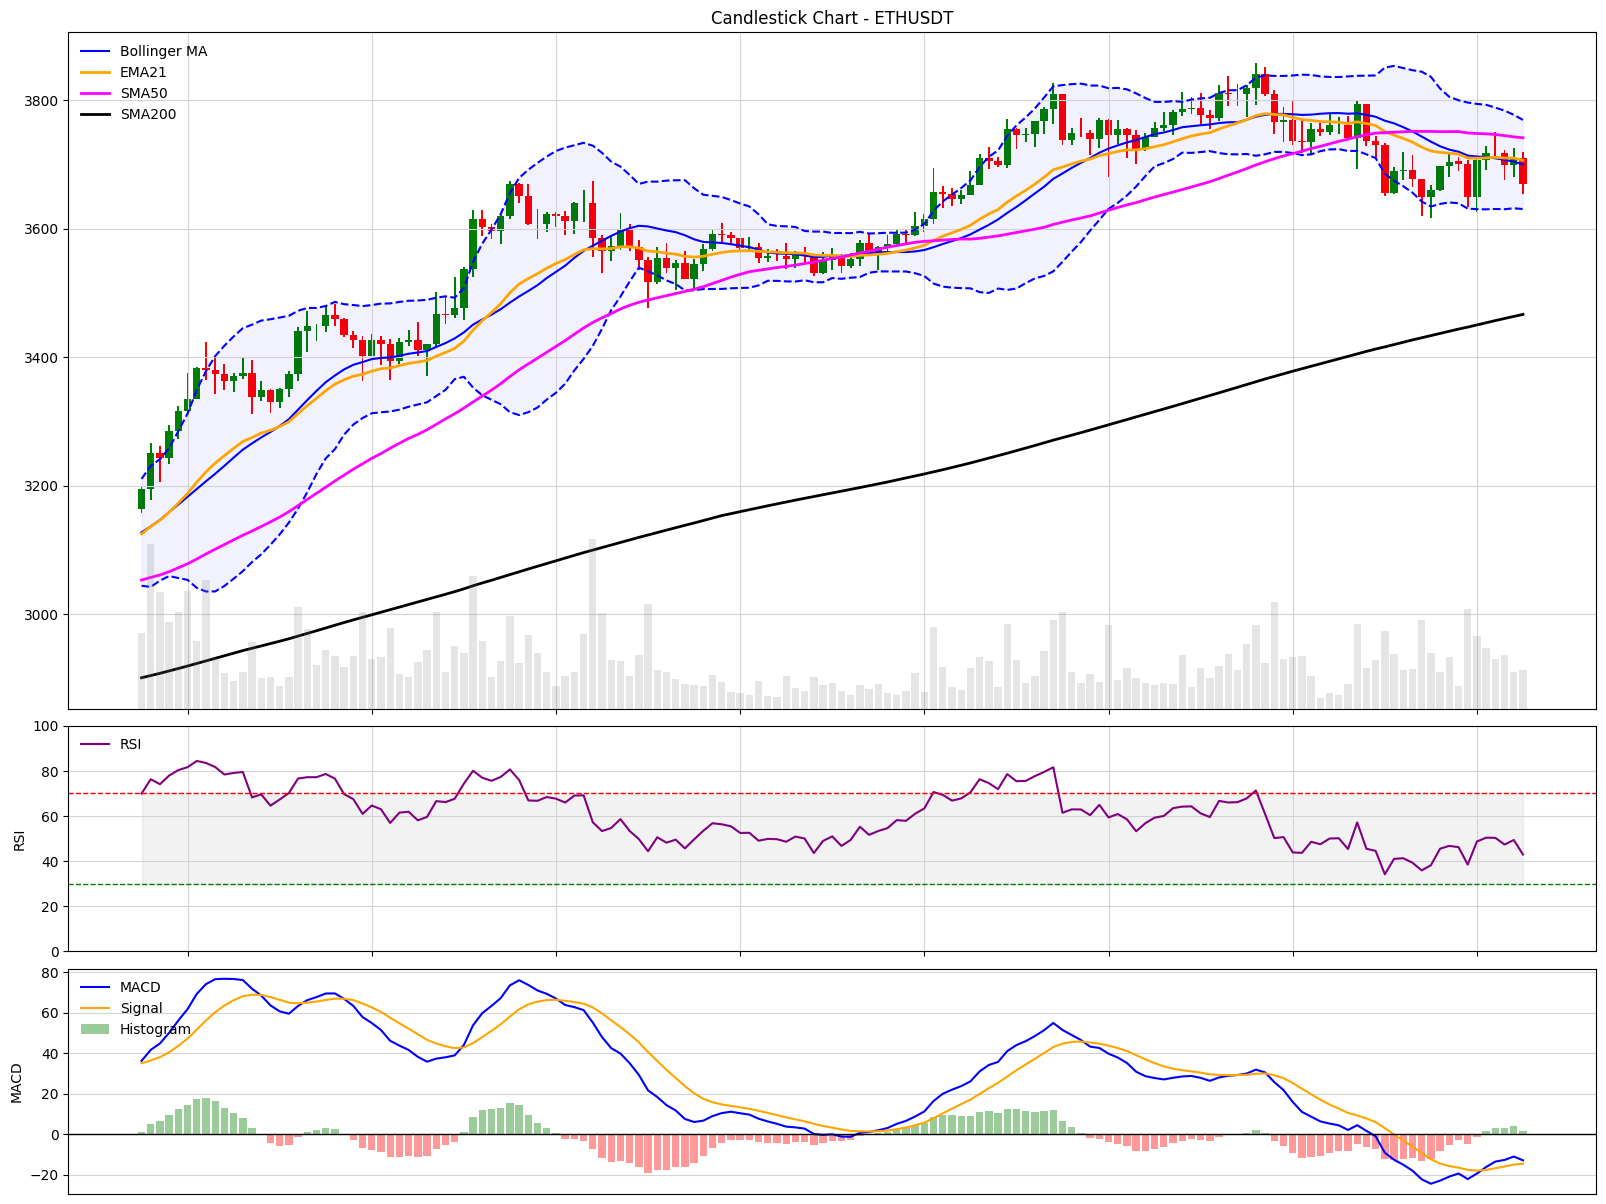 Candlestick Chart - ETHUSDT
Bollinger MA
EMA21
SMA50
SMA200
3800
3600
3400
3200
3000
RSI
100
80
60
40
20
0
RSI
MACD
Signal
Histogram
80
60
40
20
0
−20
MACD